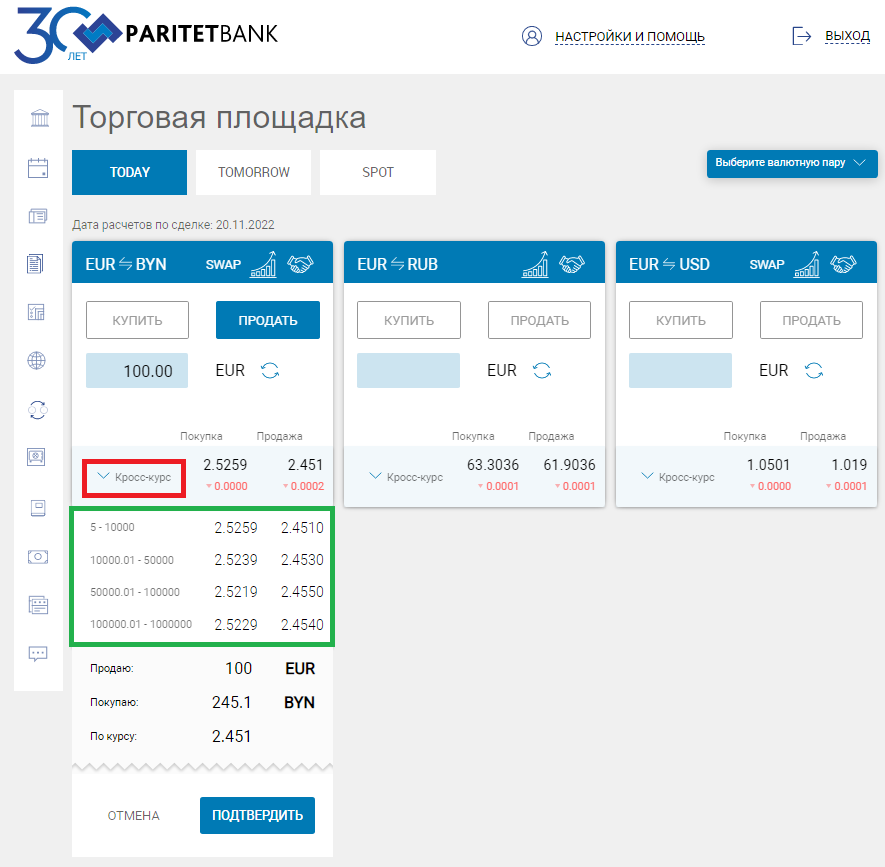 30 ЛЕТ PARITETBANK
НАСТРОЙКИ И ПОМОЩЬ
ВЫХОД
Торговая площадка
TODAY TOMORROW SPOT
Выберите валютную пару
Дата расчетов по сделке: 20.11.2022
EUR ⇋ BYN SWAP
КУПИТЬ ПРОДАТЬ
100.00 EUR
Покупка Продажа
Кросс-курс 2.5259 2.451
0.0000 0.0002
5 - 10000 2.5259 2.4510
10000.01 - 50000 2.5239 2.4530
50000.01 - 100000 2.5219 2.4550
100000.01 - 1000000 2.5229 2.4540
Продаю: 100 EUR
Покупаю: 245.1 BYN
По курсу: 2.451
ОТМЕНА ПОДТВЕРДИТЬ
EUR ⇋ RUB
КУПИТЬ ПРОДАТЬ
EUR
Покупка Продажа
Кросс-курс 63.3036 61.9036
0.0001 0.0001
EUR ⇋ USD SWAP
КУПИТЬ ПРОДАТЬ
EUR
Покупка Продажа
Кросс-курс 1.0501 1.019
0.0000 0.0001